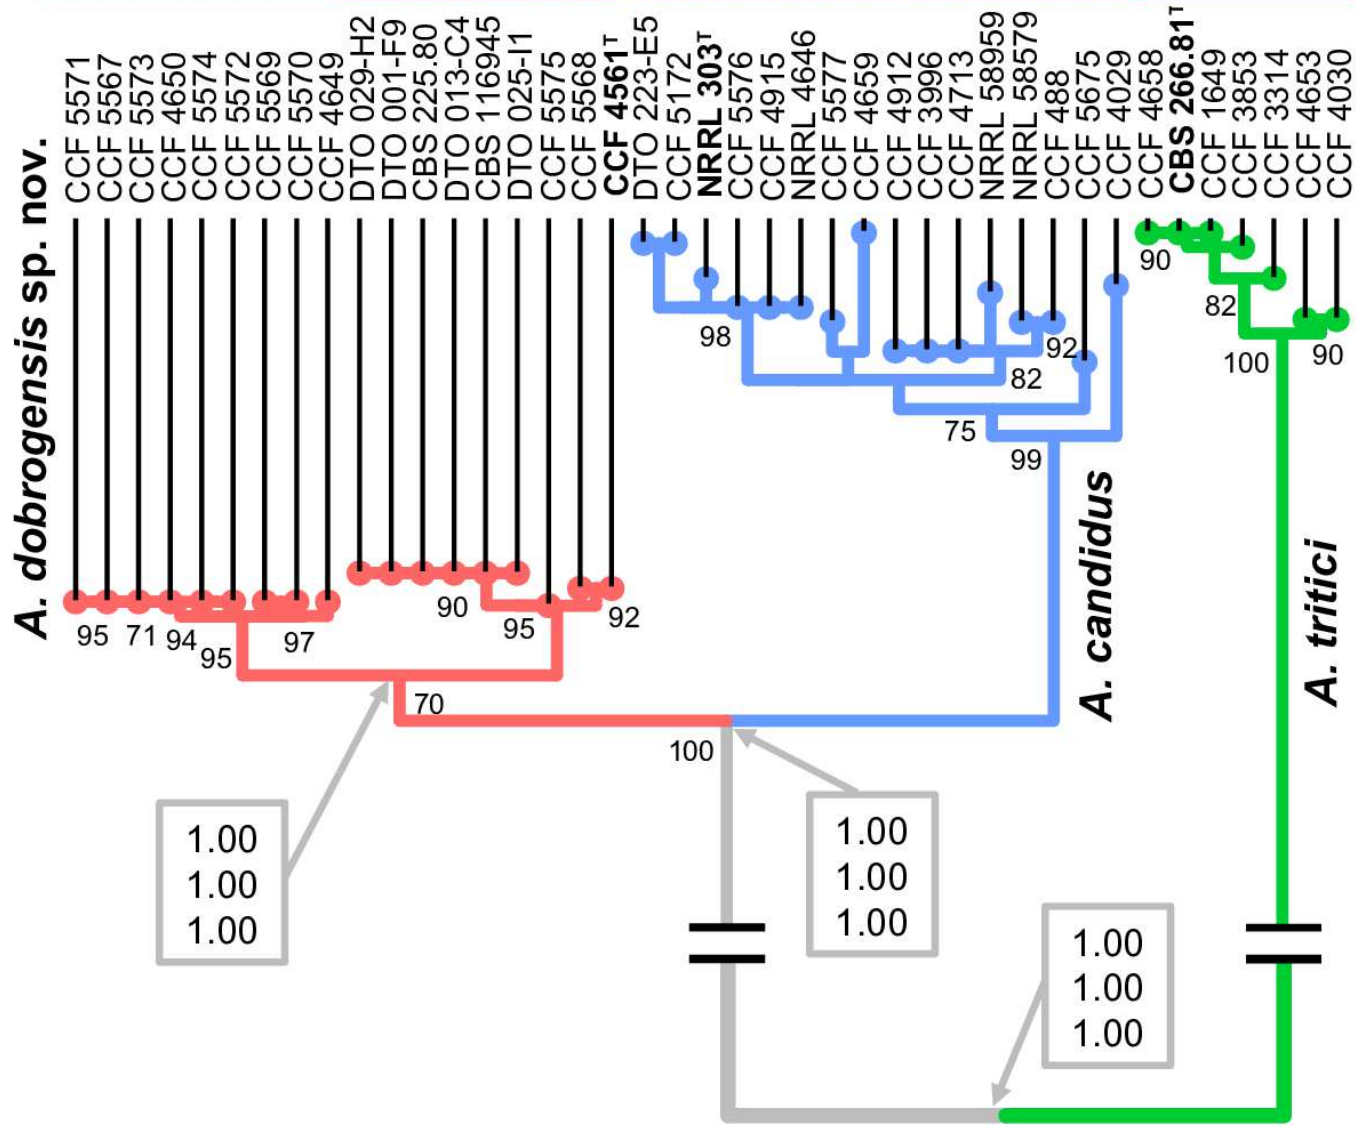 A. dobrogensis sp. nov.
CCF 5571
CCF 5567
CCF 5573
CCF 4650
CCF 5574
CCF 5572
CCF 5569
CCF 5570
CCF 4649
DTO 029-H2
DTO 001-F9
CBS 225.80
DTO 013-C4
CBS 116945
DTO 025-I1
CCF 5575
CCF 5568
CCF 4561ᵀ
DTO 223-E5
CCF 5172
NRRL 303ᵀ
CCF 5576
CCF 4915
NRRL 4646
CCF 5577
CCF 4659
CCF 4912
CCF 3996
CCF 4713
NRRL 58959
NRRL 58579
CCF 488
CCF 5675
CCF 4029
CCF 4658
CBS 266.81ᵀ
CCF 1649
CCF 3853
CCF 3314
CCF 4653
CCF 4030
90
82
98
92
100
90
82
75
99
A. candidus
A. tritici
90
95
92
95
71
94
95
97
70
100
1.00
1.00
1.00
1.00
1.00
1.00
1.00
1.00
1.00